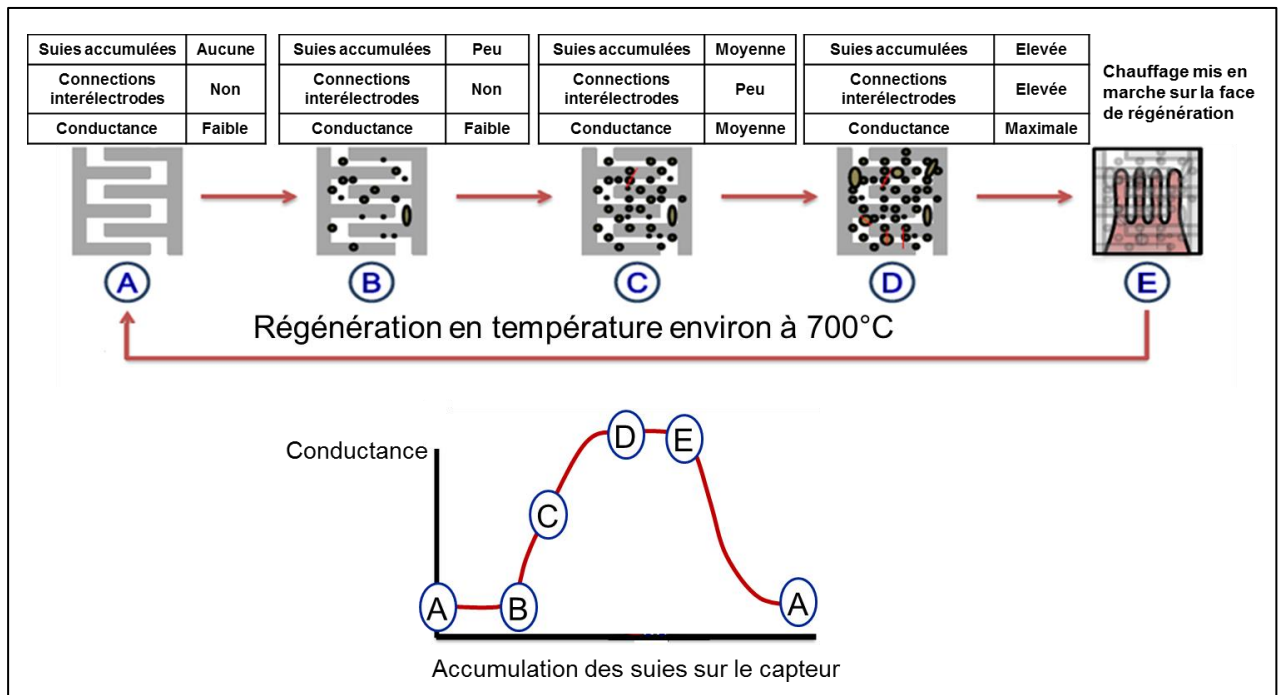 Suies accumulées Aucune
Connections interélectrodes Non
Conductance Faible
Suies accumulées Peu
Connections interélectrodes Non
Conductance Faible
Suies accumulées Moyenne
Connections interélectrodes Peu
Conductance Moyenne
Suies accumulées Elevée
Connections interélectrodes Elevée
Conductance Maximale
Chauffage mis en
marche sur la face
de régénération
A
B
C
D
E
Régénération en température environ à 700°C
Conductance
A
B
C
D
E
A
Accumulation des suies sur le capteur